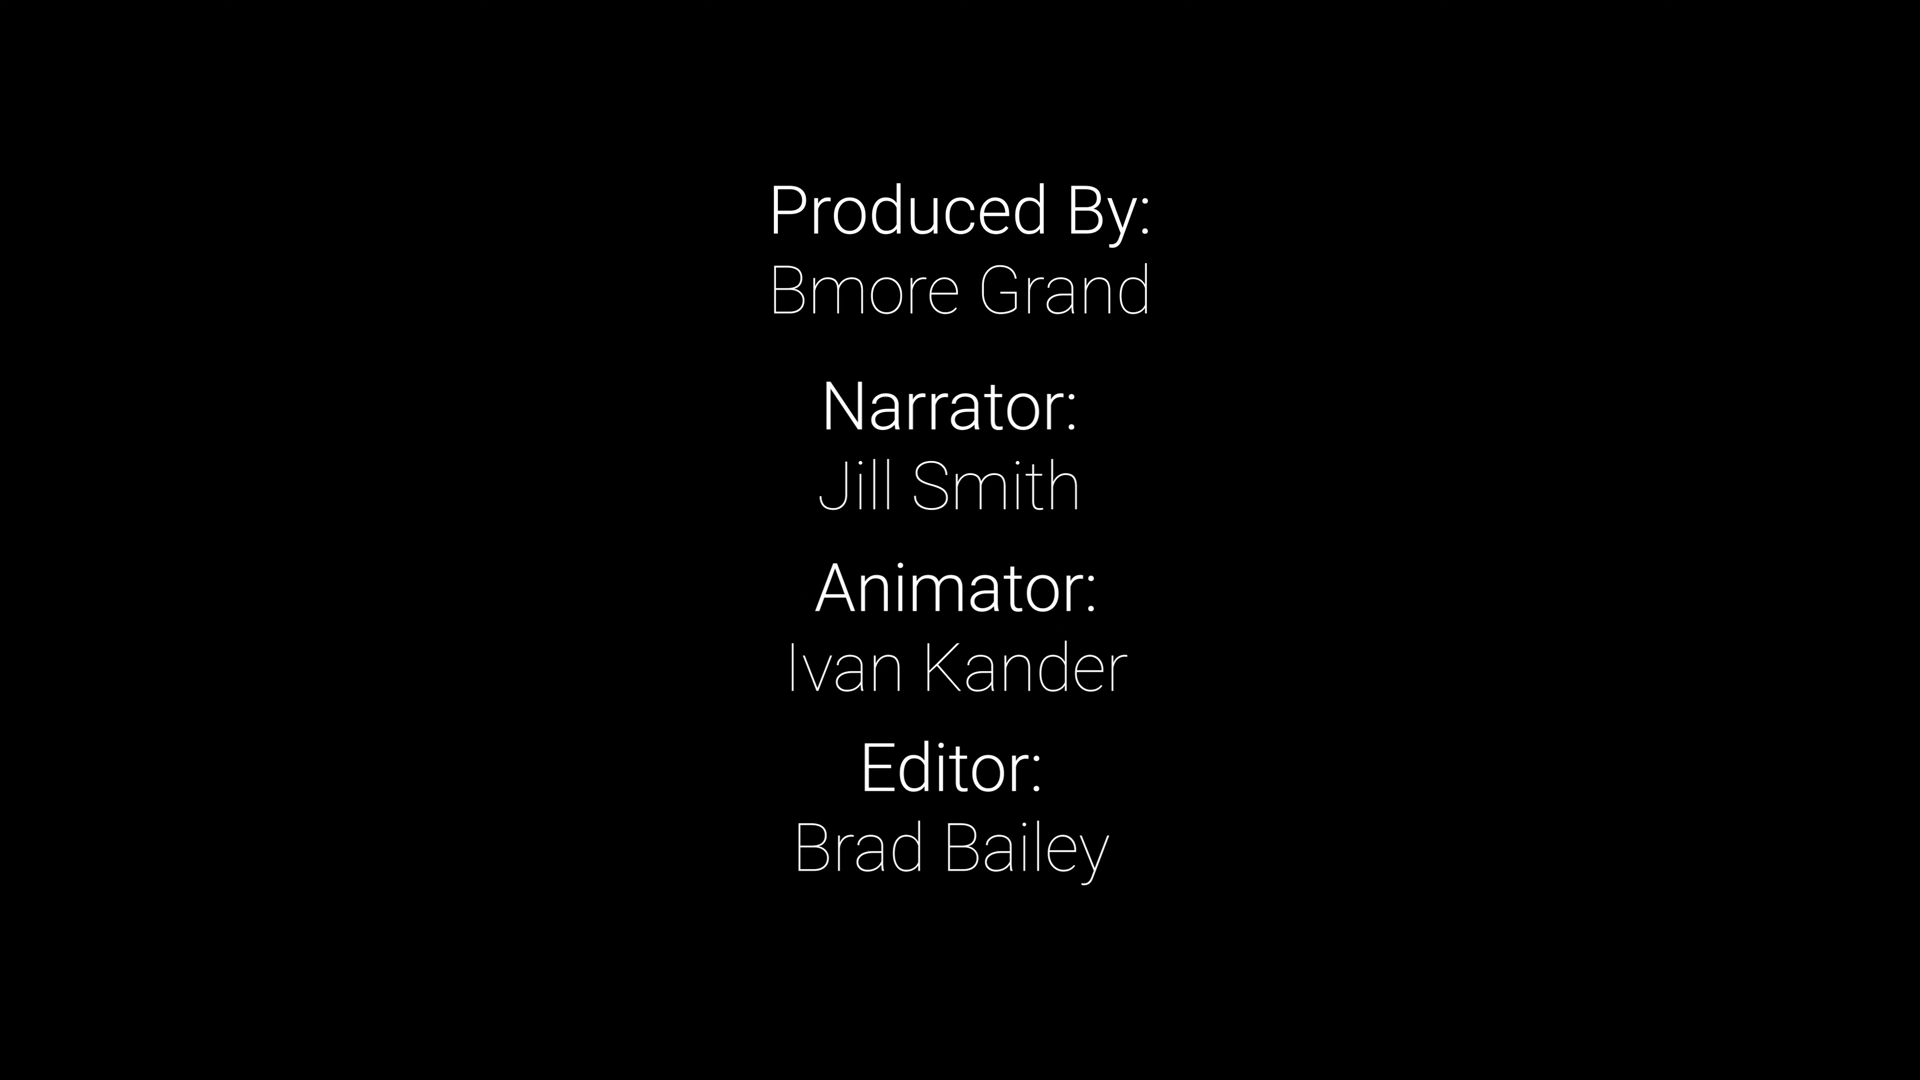 Produced By:
Bmore Grand
Narrator:
Jill Smith
Animator:
Ivan Kander
Editor:
Brad Bailey